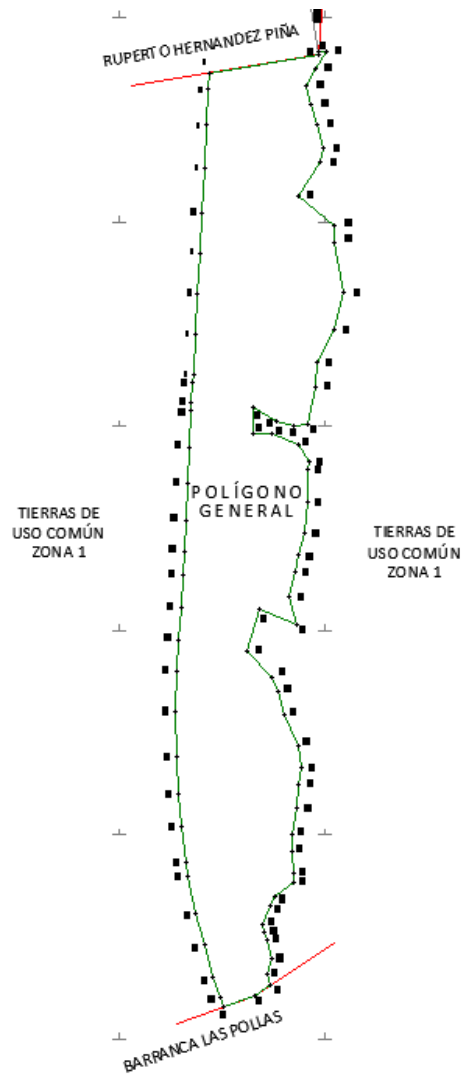 RUPERTO HERNANDEZ PIÑA
POLÍGONO
GENERAL
TIERRAS DE
USO COMÚN
ZONA 1
TIERRAS DE
USO COMÚN
ZONA 1
BARRANCA LAS POLLAS